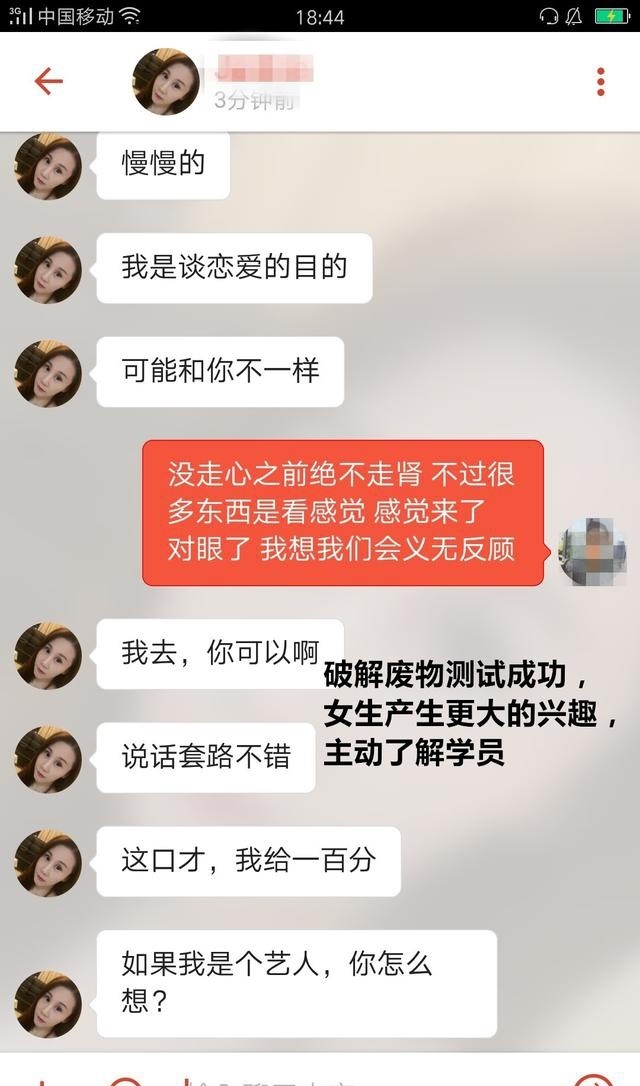 3G 中国移动 18:44
3分钟前
慢慢的
我是谈恋爱的目的
可能和你不一样
没走心之前绝不走肾 不过很
多东西是看感觉 感觉来了
对眼了 我想我们会义无反顾
我去，你可以啊
破解废物测试成功，
女生产生更大的兴趣，
主动了解学员
说话套路不错
这口才，我给一百分
如果我是个艺人，你怎么
想？